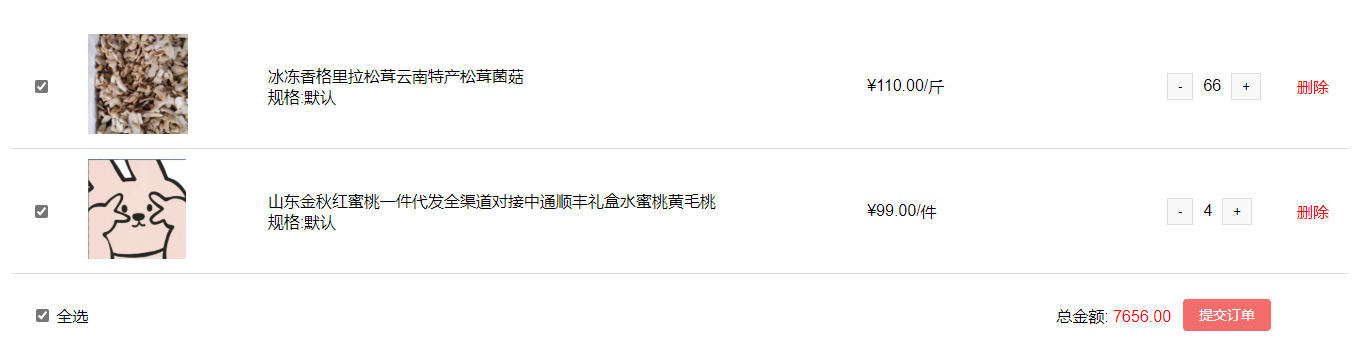 冰冻香格里拉松茸云南特产松茸菌菇
规格:默认
¥110.00/斤
- 66 +
删除
山东金秋红蜜桃一件代发全渠道对接中通顺丰礼盒水蜜桃黄毛桃
规格:默认
¥99.00/件
- 4 +
删除
全选
总金额: 7656.00
提交订单